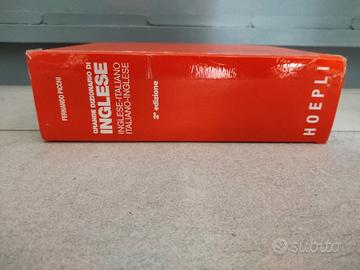 FERNANDO PICCHI
GRANDE DIZIONARIO DI
INGLESE
INGLESE-ITALIANO
ITALIANO-INGLESE
2ª edizione
HOEPLI
subito